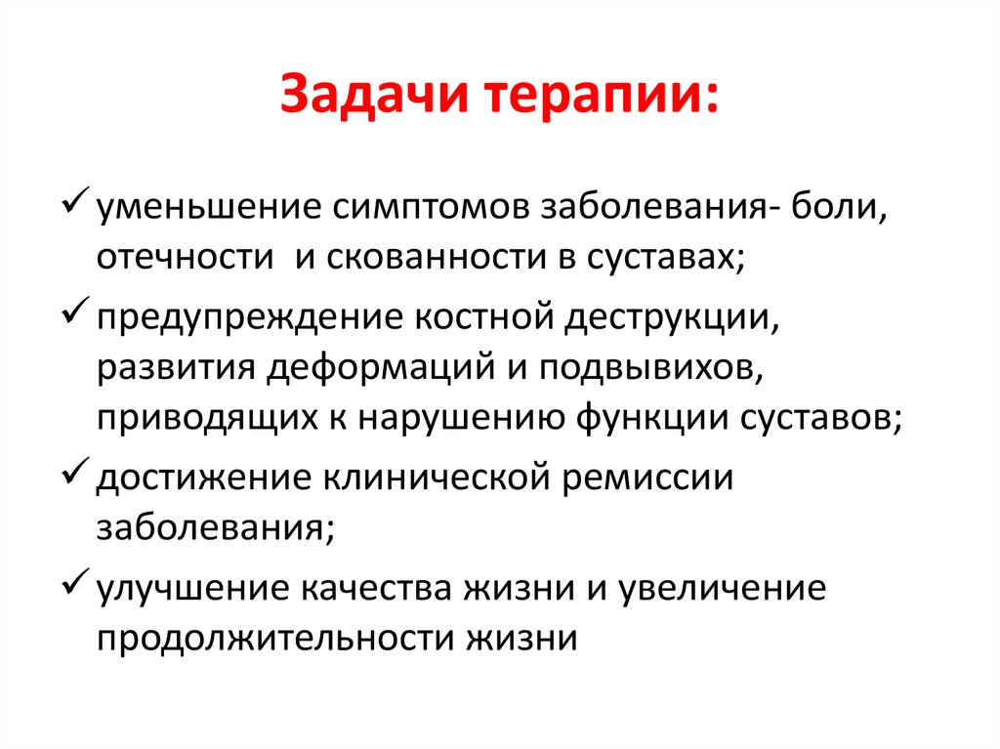 Задачи терапии:
✓ уменьшение симптомов заболевания- боли,
отечности и скованности в суставах;
✓ предупреждение костной деструкции,
развития деформаций и подвывихов,
приводящих к нарушению функции суставов;
✓ достижение клинической ремиссии
заболевания;
✓ улучшение качества жизни и увеличение
продолжительности жизни